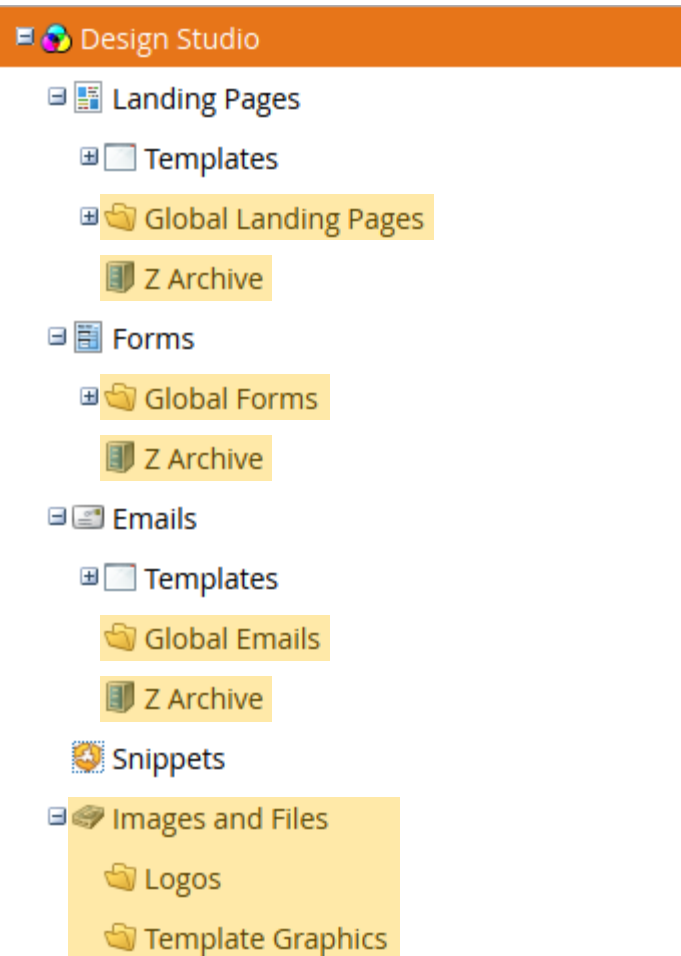 Design Studio
Landing Pages
Templates
Global Landing Pages
Z Archive
Forms
Global Forms
Z Archive
Emails
Templates
Global Emails
Z Archive
Snippets
Images and Files
Logos
Template Graphics